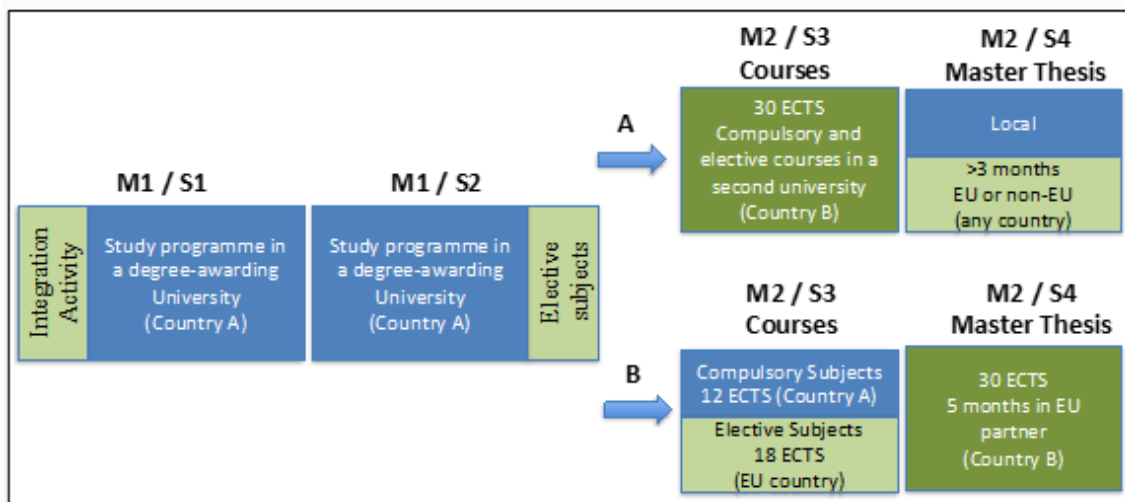 M1 / S1
Integration
Activity
Study programme in
a degree-awarding
University
(Country A)
M1 / S2
Study programme in
a degree-awarding
University
(Country A)
Elective
subjects
A
M2 / S3
Courses
30 ECTS
Compulsory and
elective courses in a
second university
(Country B)
M2 / S4
Master Thesis
Local
>3 months
EU or non-EU
(any country)
B
M2 / S3
Courses
Compulsory Subjects
12 ECTS (Country A)
Elective Subjects
18 ECTS
(EU country)
M2 / S4
Master Thesis
30 ECTS
5 months in EU
partner
(Country B)